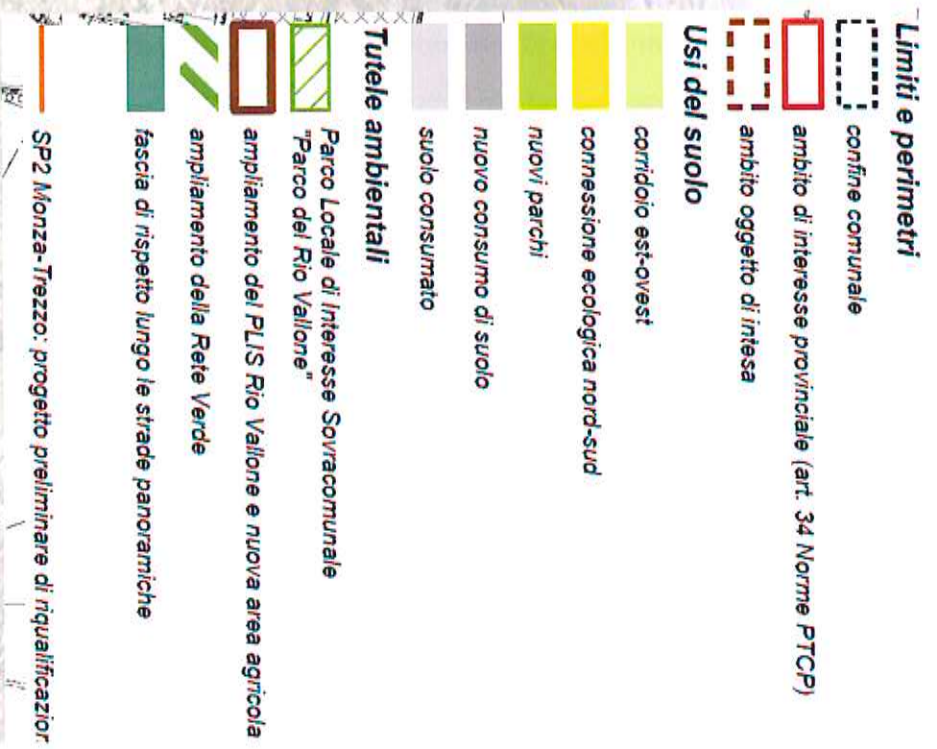 Limiti e perimetri
confine comunale
ambito di interesse provinciale (art. 34 Norme PTCP)
ambito oggetto di intesa
Usi del suolo
corridoio est-ovest
connessione ecologica nord-sud
nuovi parchi
nuovo consumo di suolo
suolo consumato
Tutele ambientali
Parco Locale di Interesse Sovracomunale
"Parco del Rio Vallone"
ampliamento del PLIS Rio Vallone e nuova area agricola
ampliamento della Rete Verde
fascia di rispetto lungo le strade panoramiche
SP2 Monza-Trezzo: progetto preliminare di riqualificazion